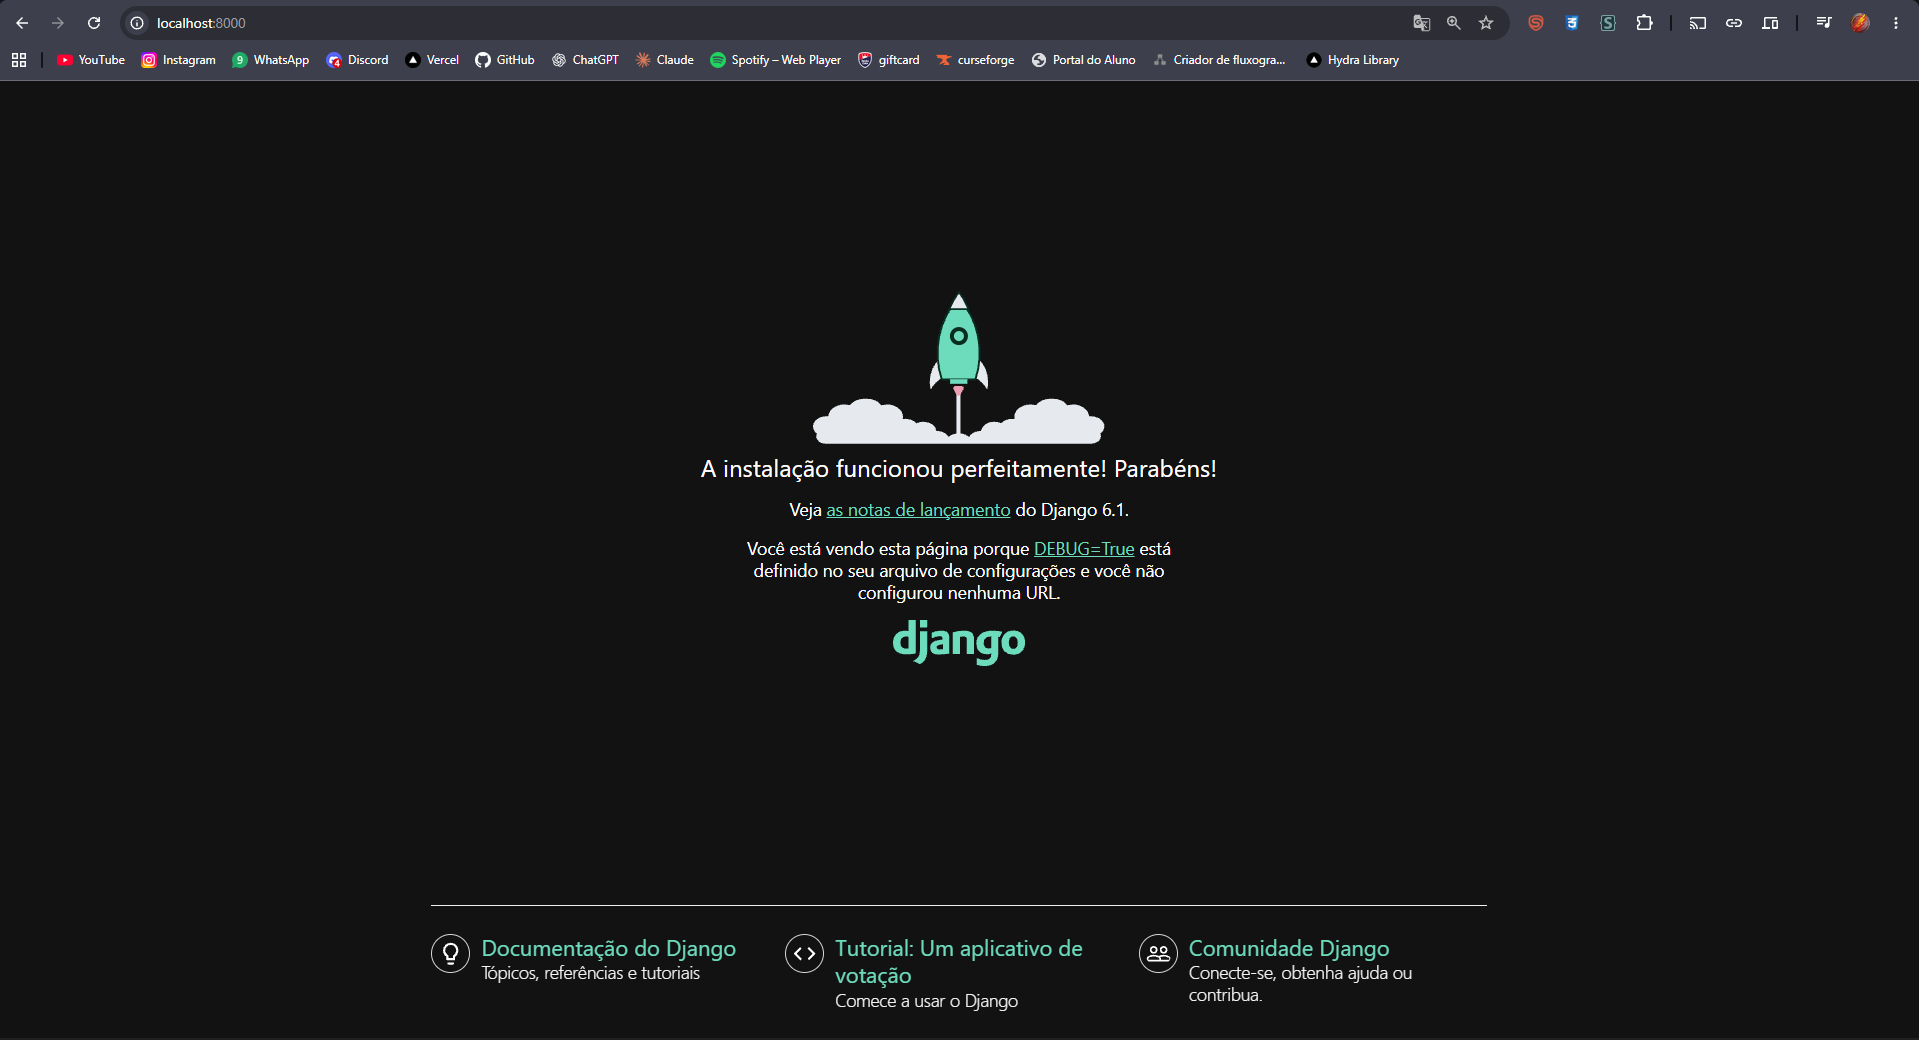 localhost:8000
YouTube Instagram 9 WhatsApp 4 Discord Vercel GitHub ChatGPT Claude Spotify – Web Player giftcard curseforge Portal do Aluno Criador de fluxogra... Hydra Library
A instalação funcionou perfeitamente! Parabéns!
Veja as notas de lançamento do Django 6.1.
Você está vendo esta página porque DEBUG=True está
definido no seu arquivo de configurações e você não
configurou nenhuma URL.
django
Documentação do Django
Tópicos, referências e tutoriais
Tutorial: Um aplicativo de
votação
Comece a usar o Django
Comunidade Django
Conecte-se, obtenha ajuda ou
contribua.